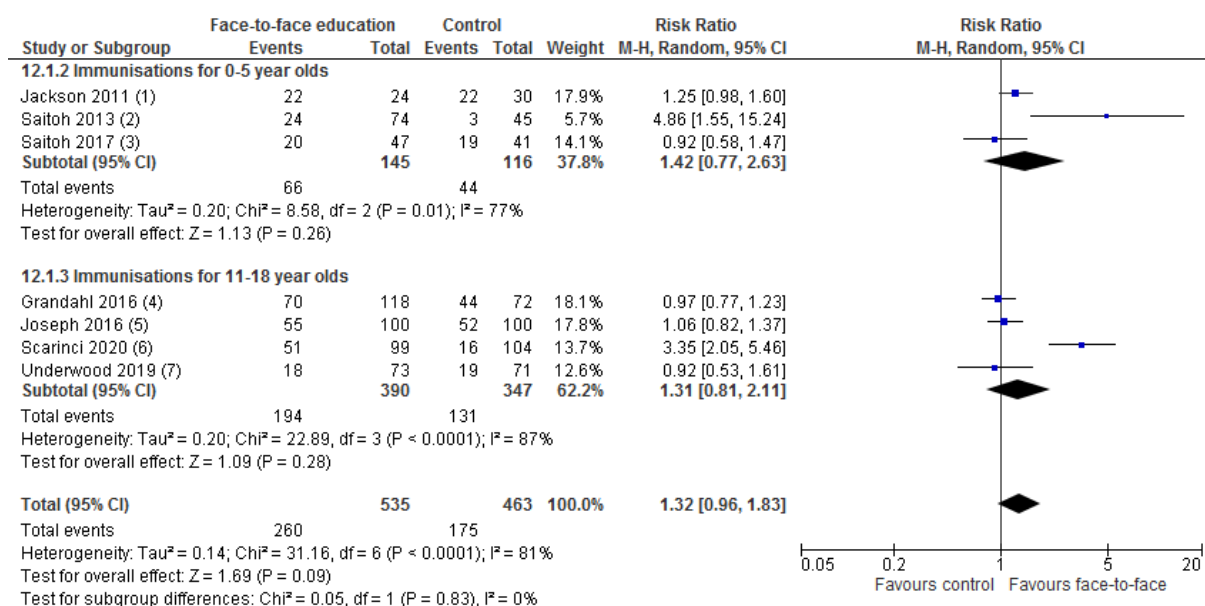 Face-to-face education Control Risk Ratio Risk Ratio
Study or Subgroup Events Total Events Total Weight M-H, Random, 95% CI M-H, Random, 95% CI
12.1.2 Immunisations for 0-5 year olds
Jackson 2011 (1) 22 24 22 30 17.9% 1.25 [0.98, 1.60]
Saitoh 2013 (2) 24 74 3 45 5.7% 4.86 [1.55, 15.24]
Saitoh 2017 (3) 20 47 19 41 14.1% 0.92 [0.58, 1.47]
Subtotal (95% CI) 145 116 37.8% 1.42 [0.77, 2.63]
Total events 66 44
Heterogeneity: Tau² = 0.20; Chi² = 8.58, df = 2 (P = 0.01); I² = 77%
Test for overall effect: Z = 1.13 (P = 0.26)
12.1.3 Immunisations for 11-18 year olds
Grandahl 2016 (4) 70 118 44 72 18.1% 0.97 [0.77, 1.23]
Joseph 2016 (5) 55 100 52 100 17.8% 1.06 [0.82, 1.37]
Scarinci 2020 (6) 51 99 16 104 13.7% 3.35 [2.05, 5.46]
Underwood 2019 (7) 18 73 19 71 12.6% 0.92 [0.53, 1.61]
Subtotal (95% CI) 390 347 62.2% 1.31 [0.81, 2.11]
Total events 194 131
Heterogeneity: Tau² = 0.20; Chi² = 22.89, df = 3 (P < 0.0001); I² = 87%
Test for overall effect: Z = 1.09 (P = 0.28)
Total (95% CI) 535 463 100.0% 1.32 [0.96, 1.83]
Total events 260 175
Heterogeneity: Tau² = 0.14; Chi² = 31.16, df = 6 (P < 0.0001); I² = 81%
Test for overall effect: Z = 1.69 (P = 0.09)
Test for subgroup differences: Chi² = 0.05, df = 1 (P = 0.83), I² = 0%
0.05 0.2 1 5 20
Favours control Favours face-to-face